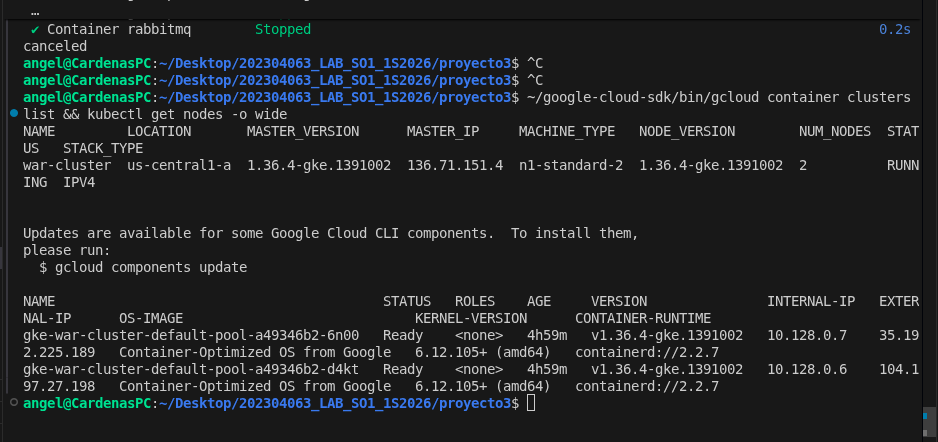 …
✔ Container rabbitmq Stopped 0.2s
canceled
angel@CardenasPC:~/Desktop/202304063_LAB_SO1_1S2026/proyecto3$ ^C
angel@CardenasPC:~/Desktop/202304063_LAB_SO1_1S2026/proyecto3$ ^C
angel@CardenasPC:~/Desktop/202304063_LAB_SO1_1S2026/proyecto3$ ~/google-cloud-sdk/bin/gcloud container clusters
list && kubectl get nodes -o wide
NAME LOCATION MASTER_VERSION MASTER_IP MACHINE_TYPE NODE_VERSION NUM_NODES STAT
US STACK_TYPE
war-cluster us-central1-a 1.36.4-gke.1391002 136.71.151.4 n1-standard-2 1.36.4-gke.1391002 2 RUNN
ING IPV4
Updates are available for some Google Cloud CLI components. To install them,
please run:
$ gcloud components update
NAME STATUS ROLES AGE VERSION INTERNAL-IP EXTER
NAL-IP OS-IMAGE KERNEL-VERSION CONTAINER-RUNTIME
gke-war-cluster-default-pool-a49346b2-6n00 Ready <none> 4h59m v1.36.4-gke.1391002 10.128.0.7 35.19
2.225.189 Container-Optimized OS from Google 6.12.105+ (amd64) containerd://2.2.7
gke-war-cluster-default-pool-a49346b2-d4kt Ready <none> 4h59m v1.36.4-gke.1391002 10.128.0.6 104.1
97.27.198 Container-Optimized OS from Google 6.12.105+ (amd64) containerd://2.2.7
angel@CardenasPC:~/Desktop/202304063_LAB_SO1_1S2026/proyecto3$